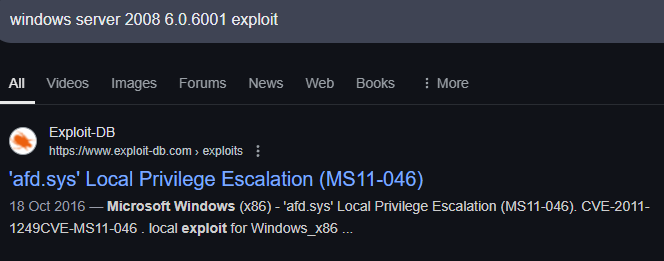 windows server 2008 6.0.6001 exploit
All Videos Images Forums News Web Books More
Exploit-DB
https://www.exploit-db.com › exploits
'afd.sys' Local Privilege Escalation (MS11-046)
18 Oct 2016 — Microsoft Windows (x86) - 'afd.sys' Local Privilege Escalation (MS11-046). CVE-2011-
1249CVE-MS11-046 . local exploit for Windows_x86 ...